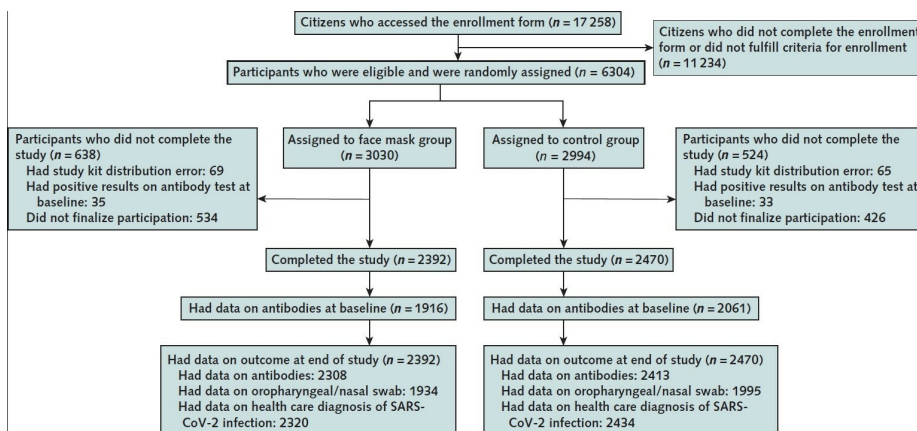 Citizens who accessed the enrollment form (n = 17 258)
Citizens who did not complete the enrollment
form or did not fulfill criteria for enrollment
(n = 11 234)
Participants who were eligible and were randomly assigned (n = 6304)
Participants who did not complete the
study (n = 638)
Had study kit distribution error: 69
Had positive results on antibody test at
baseline: 35
Did not finalize participation: 534
Assigned to face mask group
(n = 3030)
Assigned to control group
(n = 2994)
Participants who did not complete the
study (n = 524)
Had study kit distribution error: 65
Had positive results on antibody test at
baseline: 33
Did not finalize participation: 426
Completed the study (n = 2392)
Completed the study (n = 2470)
Had data on antibodies at baseline (n = 1916)
Had data on antibodies at baseline (n = 2061)
Had data on outcome at end of study (n = 2392)
Had data on antibodies: 2308
Had data on oropharyngeal/nasal swab: 1934
Had data on health care diagnosis of SARS-
CoV-2 infection: 2320
Had data on outcome at end of study (n = 2470)
Had data on antibodies: 2413
Had data on oropharyngeal/nasal swab: 1995
Had data on health care diagnosis of SARS-
CoV-2 infection: 2434